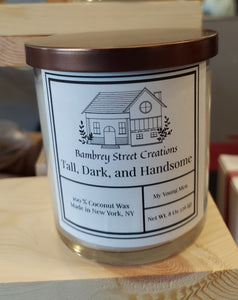 Bambrey Street Creations
Tall, Dark, and Handsome
100% Coconut Wax
Made in New York, NY
My Young Men
Net Wt. 8 Oz